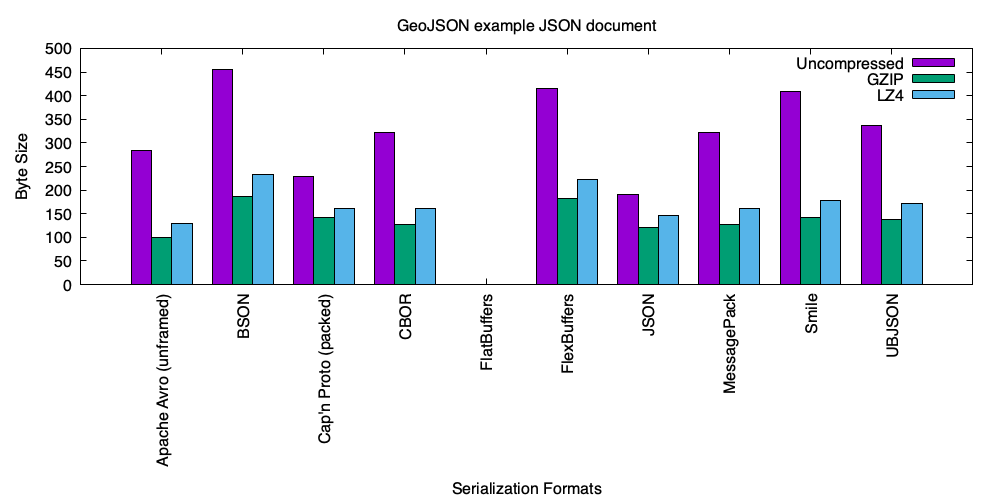 GeoJSON example JSON document
500
450
400
350
300
250
200
150
100
50
0
Byte Size
Uncompressed
GZIP
LZ4
Apache Avro (unframed)
BSON
Cap'n Proto (packed)
CBOR
FlatBuffers
FlexBuffers
JSON
MessagePack
Smile
UBJSON
Serialization Formats